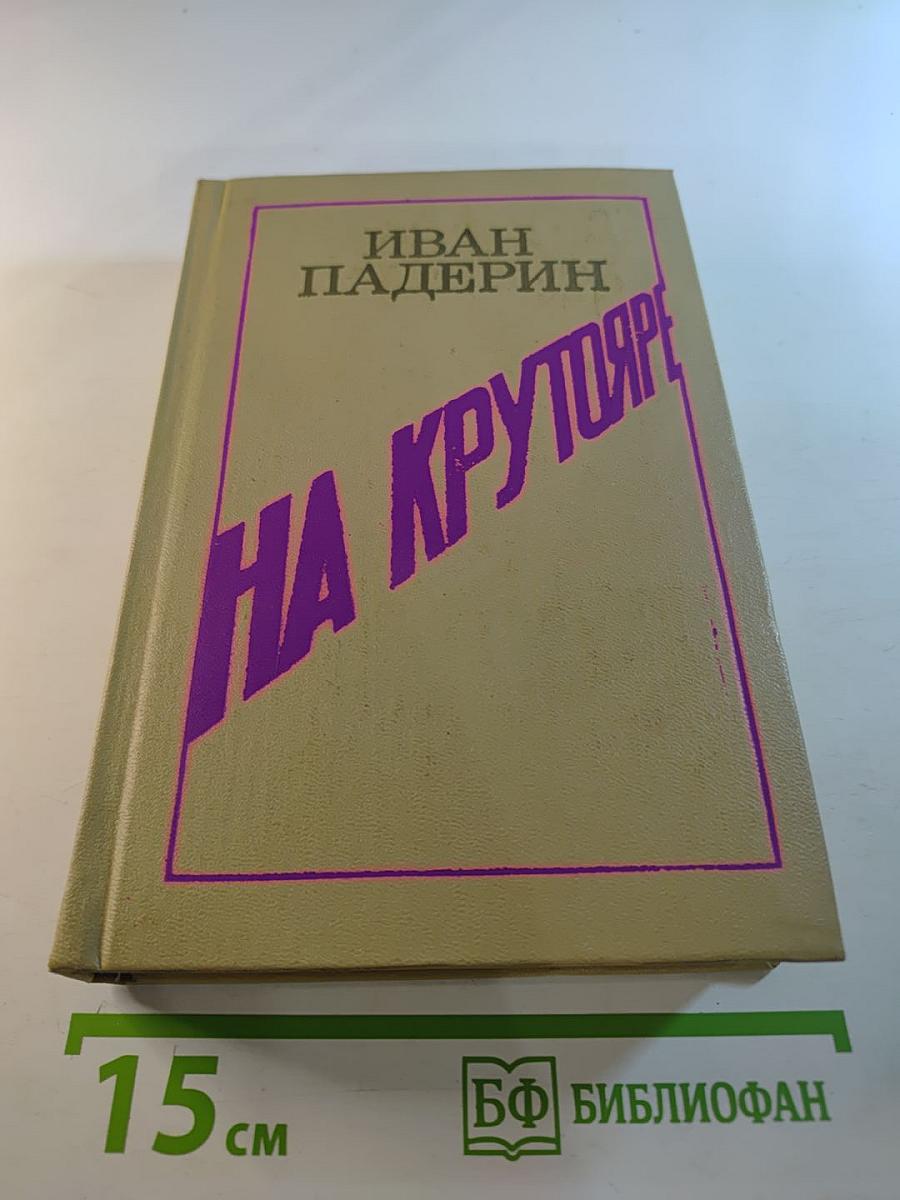 ИВАН
ПАДЕРИН
НА КРУТОЯРЕ
15 см
БФ БИБЛИОФАН